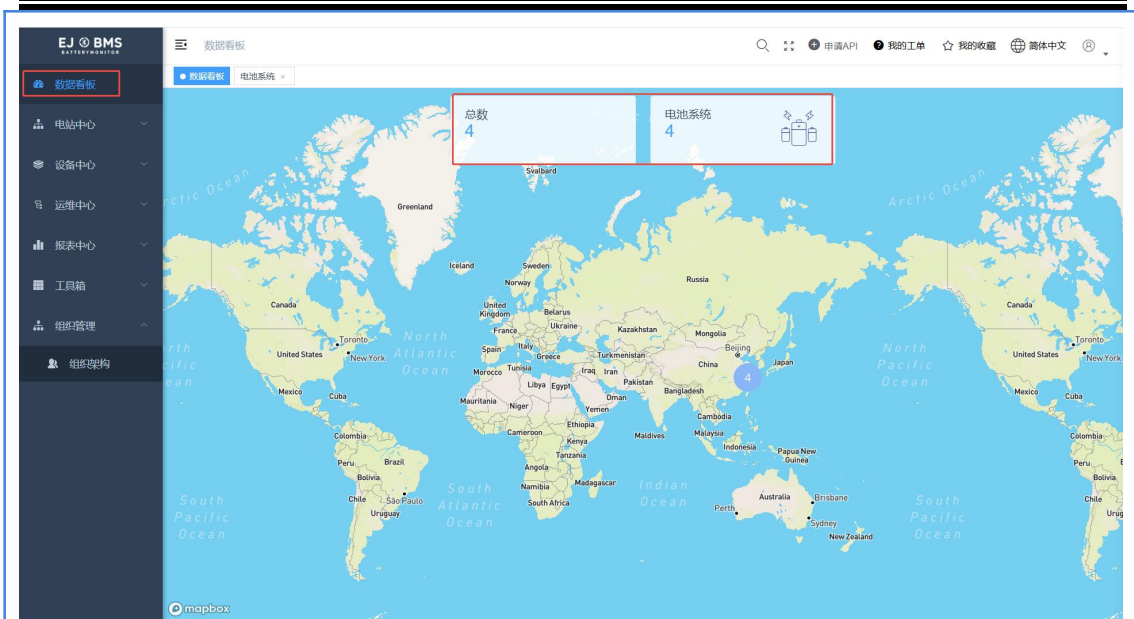 EJ BMS
BATTERYMONITOR
数据看板
申请API
我的工单
我的收藏
简体中文
数据看板
电站中心
设备中心
运维中心
报表中心
工具箱
组织管理
组织架构
数据看板
电池系统 ×
总数
4
电池系统
4
Arctic Ocean
Svalbard
Greenland
Arctic Ocean
Iceland
Sweden
Norway
Russia
Canada
United Kingdom
Belarus
Ukraine
France
Kazakhstan
Mongolia
Canada
Toronto
North Atlantic Ocean
Spain
Italy
Greece
Turkmenistan
Beijing
North Pacific Ocean
Toronto
United States
New York
Morocco
Tunisia
Iraq
Iran
China
4
Japan
United States
New York
Mexico
Cuba
Libya
Egypt
Pakistan
Bangladesh
Mexico
Cuba
Mauritania
Niger
Oman
Yemen
Cambodia
Colombia
Cameroon
Ethiopia
Kenya
Maldives
Malaysia
Indonesia
Papua New Guinea
Colombia
Peru
Brazil
Tanzania
Angola
Peru
Bolivia
Namibia
Madagascar
Indian Ocean
Bolivia
South Pacific Ocean
Chile
São Paulo
South Atlantic Ocean
South Africa
Australia
Brisbane
Perth
South Pacific Ocean
Chile
Uruguay
Sydney
New Zealand
mapbox